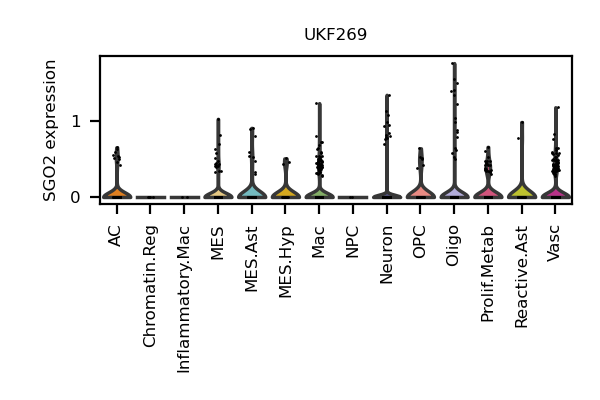 UKF269
SGO2 expression
1
0
AC
Chromatin.Reg
Inflammatory.Mac
MES
MES.Ast
MES.Hyp
Mac
NPC
Neuron
OPC
Oligo
Prolif.Metab
Reactive.Ast
Vasc